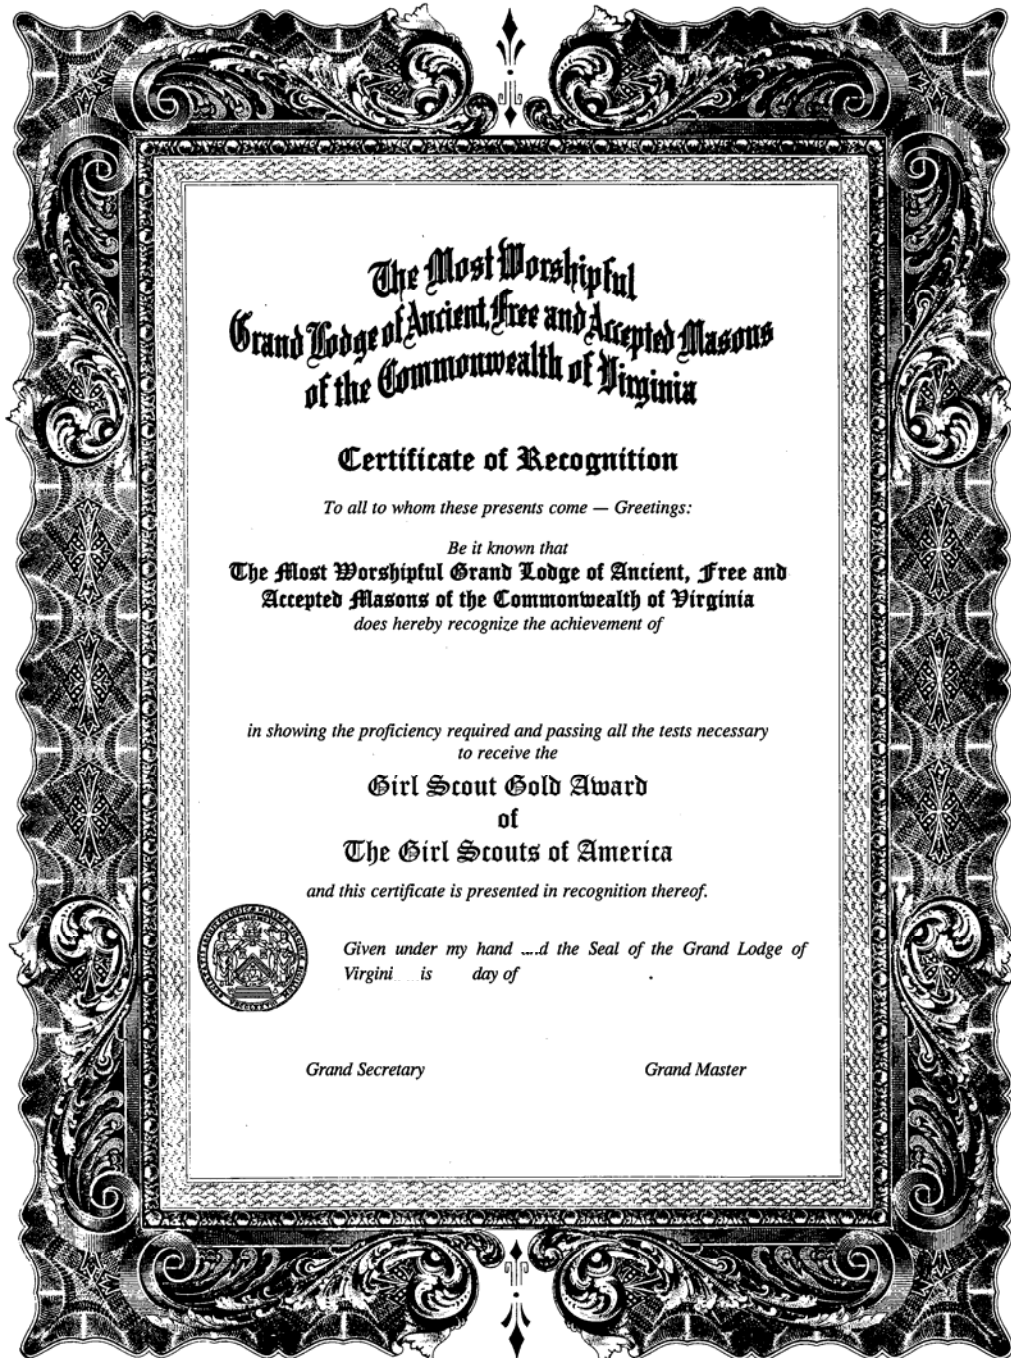 The Most Worshipful
Grand Lodge of Ancient, Free and Accepted Masons
of the Commonwealth of Virginia
Certificate of Recognition
To all to whom these presents come — Greetings:
Be it known that
The Most Worshipful Grand Lodge of Ancient, Free and
Accepted Masons of the Commonwealth of Virginia
does hereby recognize the achievement of
in showing the proficiency required and passing all the tests necessary
to receive the
Girl Scout Gold Award
of
The Girl Scouts of America
and this certificate is presented in recognition thereof.
Given under my hand the Seal of the Grand Lodge of
Virgini is day of .
Grand Secretary Grand Master